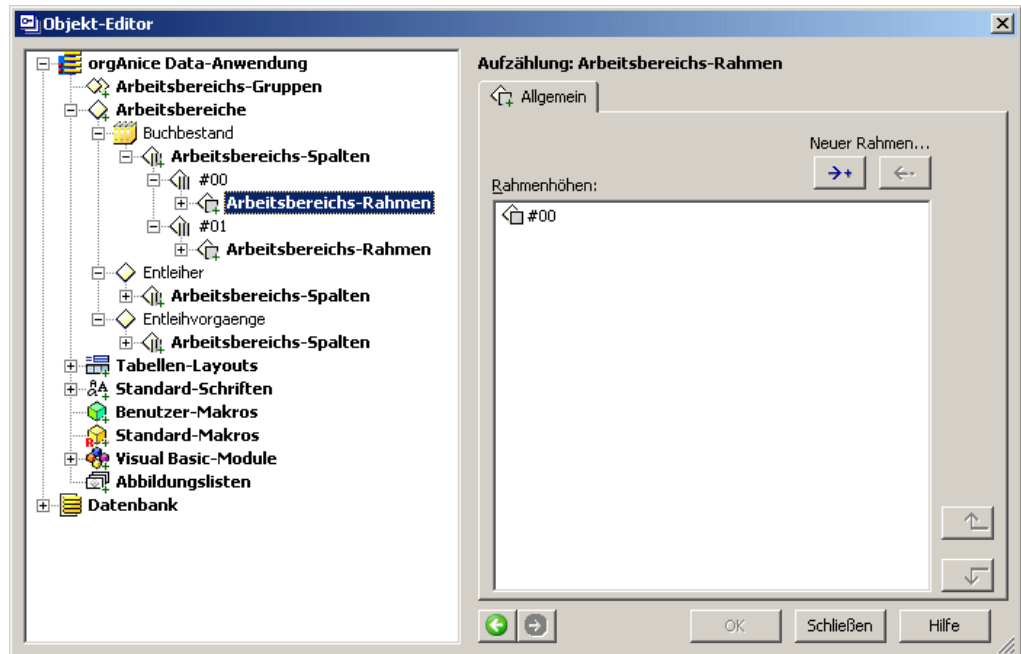 Objekt-Editor
orgAnice Data-Anwendung
Arbeitsbereichs-Gruppen
Arbeitsbereiche
Buchbestand
Arbeitsbereichs-Spalten
#00
Arbeitsbereichs-Rahmen
#01
Arbeitsbereichs-Rahmen
Entleiher
Arbeitsbereichs-Spalten
Entleihvorgaenge
Arbeitsbereichs-Spalten
Tabellen-Layouts
Standard-Schriften
Benutzer-Makros
Standard-Makros
Visual Basic-Module
Abbildungslisten
Datenbank
Aufzählung: Arbeitsbereichs-Rahmen
Allgemein
Neuer Rahmen...
Rahmenhöhen:
#00
OK
Schließen
Hilfe